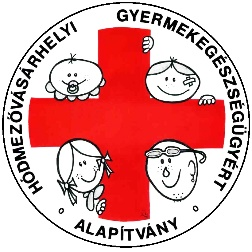 HÓDMEZŐVÁSÁRHELYI
GYERMEKEGÉSZSÉGÜGYÉRT
ALAPÍTVÁNY